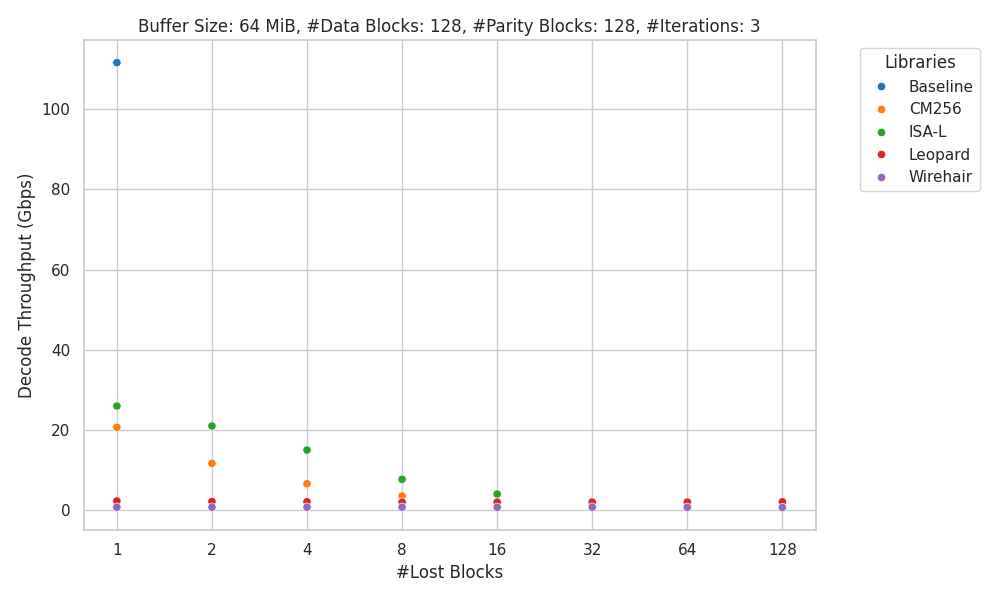 Buffer Size: 64 MiB, #Data Blocks: 128, #Parity Blocks: 128, #Iterations: 3
Libraries
Baseline
CM256
ISA-L
Leopard
Wirehair
Decode Throughput (Gbps)
100
80
60
40
20
0
1 2 4 8 16 32 64 128
#Lost Blocks